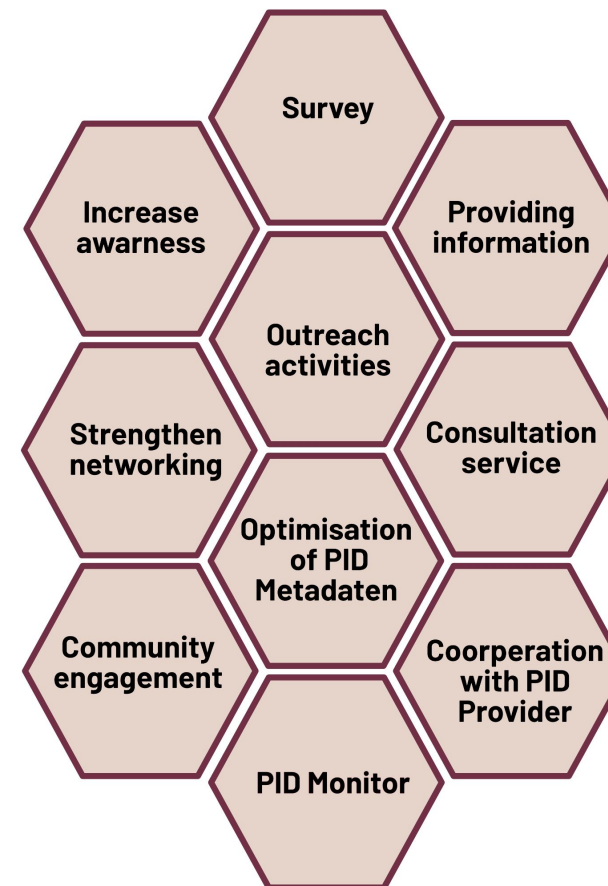 Survey
Increase
awarness
Providing
information
Outreach
activities
Strengthen
networking
Consultation
service
Optimisation
of PID
Metadaten
Community
engagement
Coorperation
with PID
Provider
PID Monitor